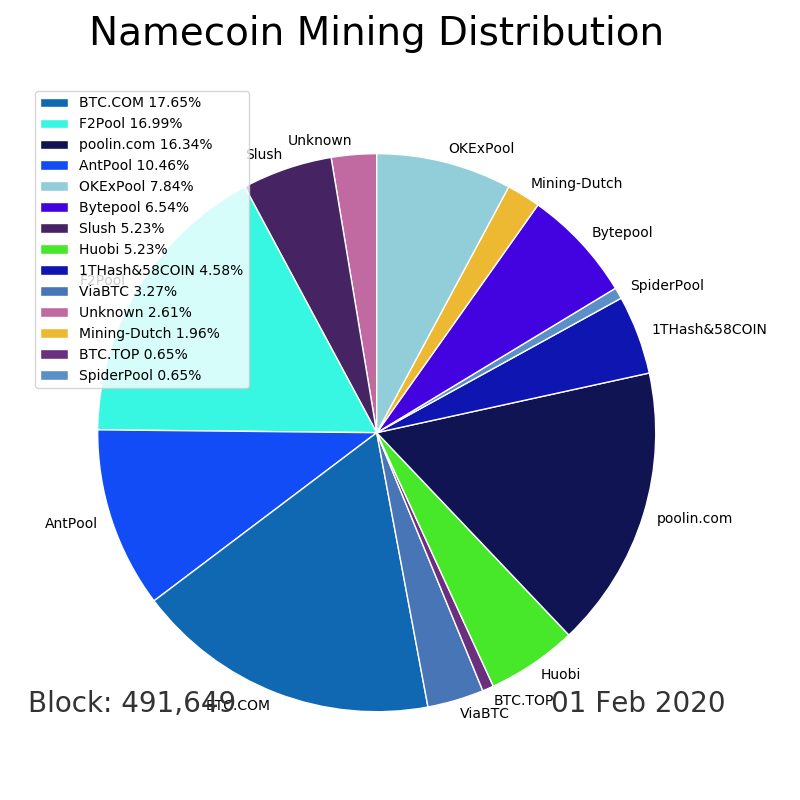 Namecoin Mining Distribution
BTC.COM 17.65%
F2Pool 16.99%
poolin.com 16.34%
AntPool 10.46%
OKExPool 7.84%
Bytepool 6.54%
Slush 5.23%
Huobi 5.23%
1THash&58COIN 4.58%
ViaBTC 3.27%
Unknown 2.61%
Mining-Dutch 1.96%
BTC.TOP 0.65%
SpiderPool 0.65%
Unknown
Slush
OKExPool
Mining-Dutch
Bytepool
SpiderPool
1THash&58COIN
F2Pool
poolin.com
AntPool
Huobi
BTC.TOP
ViaBTC
BTC.COM
Block: 491,649
01 Feb 2020